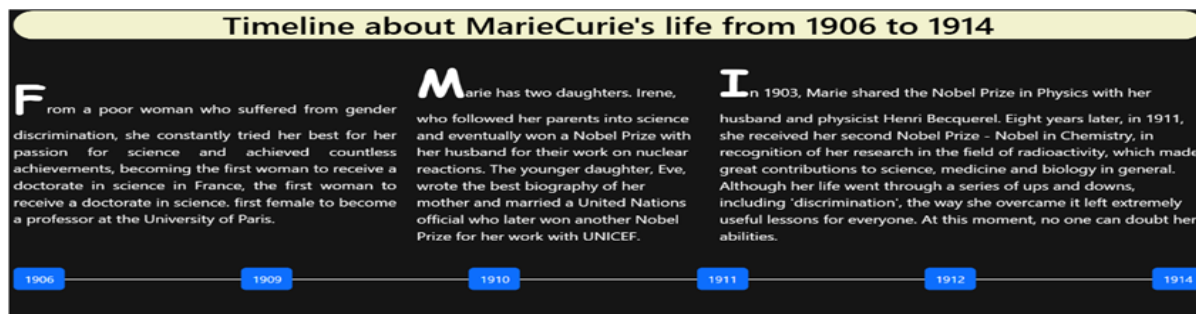 Timeline about MarieCurie's life from 1906 to 1914
From a poor woman who suffered from gender
discrimination, she constantly tried her best for her
passion for science and achieved countless
achievements, becoming the first woman to receive a
doctorate in science in France, the first woman to
receive a doctorate in science. first female to become
a professor at the University of Paris.
Marie has two daughters. Irene,
who followed her parents into science
and eventually won a Nobel Prize with
her husband for their work on nuclear
reactions. The younger daughter, Eve,
wrote the best biography of her
mother and married a United Nations
official who later won another Nobel
Prize for her work with UNICEF.
In 1903, Marie shared the Nobel Prize in Physics with her
husband and physicist Henri Becquerel. Eight years later, in 1911,
she received her second Nobel Prize - Nobel in Chemistry, in
recognition of her research in the field of radioactivity, which made
great contributions to science, medicine and biology in general.
Although her life went through a series of ups and downs,
including 'discrimination', the way she overcame it left extremely
useful lessons for everyone. At this moment, no one can doubt her
abilities.
1906
1909
1910
1911
1912
1914